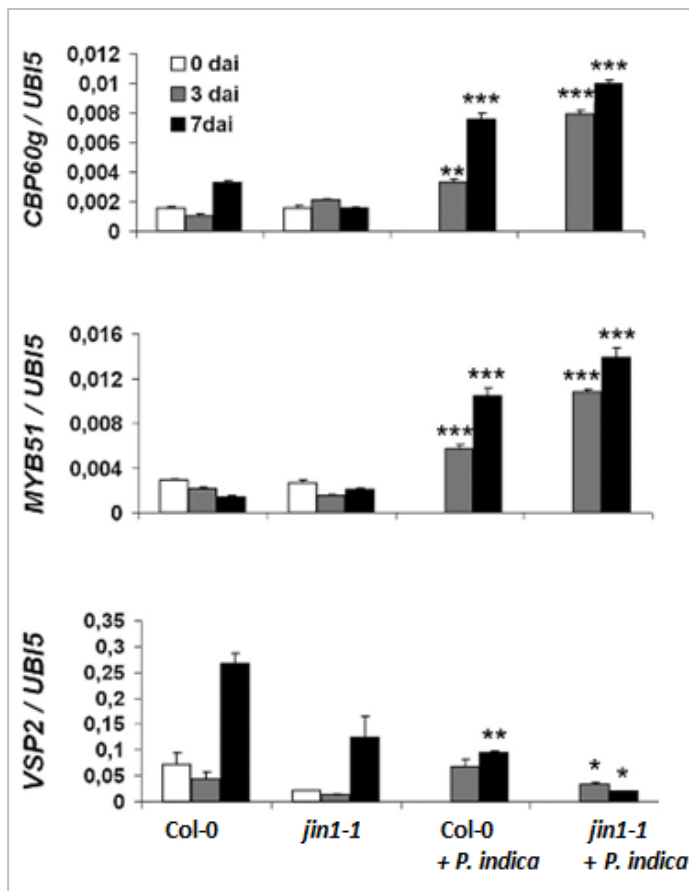 CBP60g / UBI5
0,012
0,01
0,008
0,006
0,004
0,002
0
0 dai
3 dai
7dai
**
***
***
***
MYB51 / UBI5
0,016
0,012
0,008
0,004
0
***
***
***
***
VSP2 / UBI5
0,35
0,3
0,25
0,2
0,15
0,1
0,05
0
**
*
*
Col-0
jin1-1
Col-0
+ P. indica
jin1-1
+ P. indica